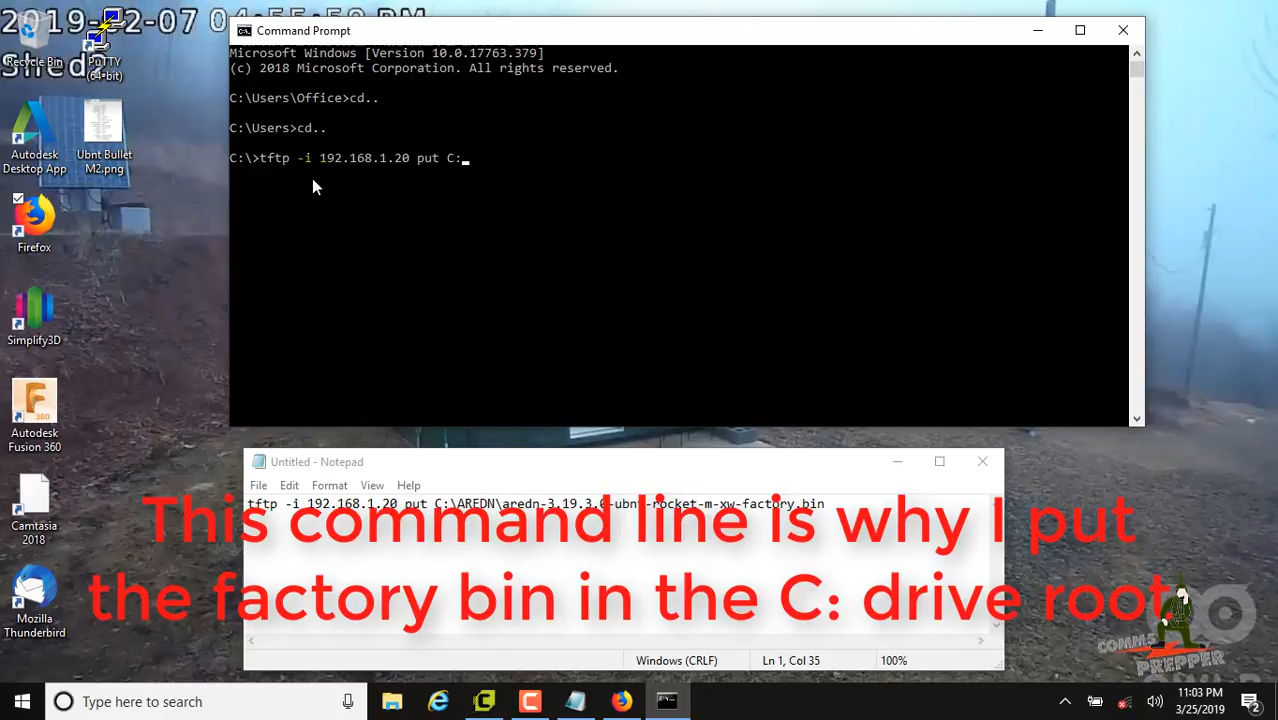 2019-02-07 04:55:20
Shed2
Recycle Bin
PuTTY
(64-bit)
Autodesk
Desktop App
Ubnt Bullet
M2.png
Firefox
Simplify3D
F
360
Autodesk
Fusion 360
Camtasia
2018
Mozilla
Thunderbird
Command Prompt
Microsoft Windows [Version 10.0.17763.379]
(c) 2018 Microsoft Corporation. All rights reserved.
C:\Users\Office>cd..
C:\Users>cd..
C:\>tftp -i 192.168.1.20 put C:
Untitled - Notepad
File Edit Format View Help
tftp -i 192.168.1.20 put C:\AREDN\aredn-3.19.3.0-ubnt-rocket-m-xw-factory.bin
This command line is why I put
the factory bin in the C: drive root
Windows (CRLF) Ln 1, Col 35 100%
COMMS
PREPPER
Type here to search
11:03 PM
3/25/2019
2